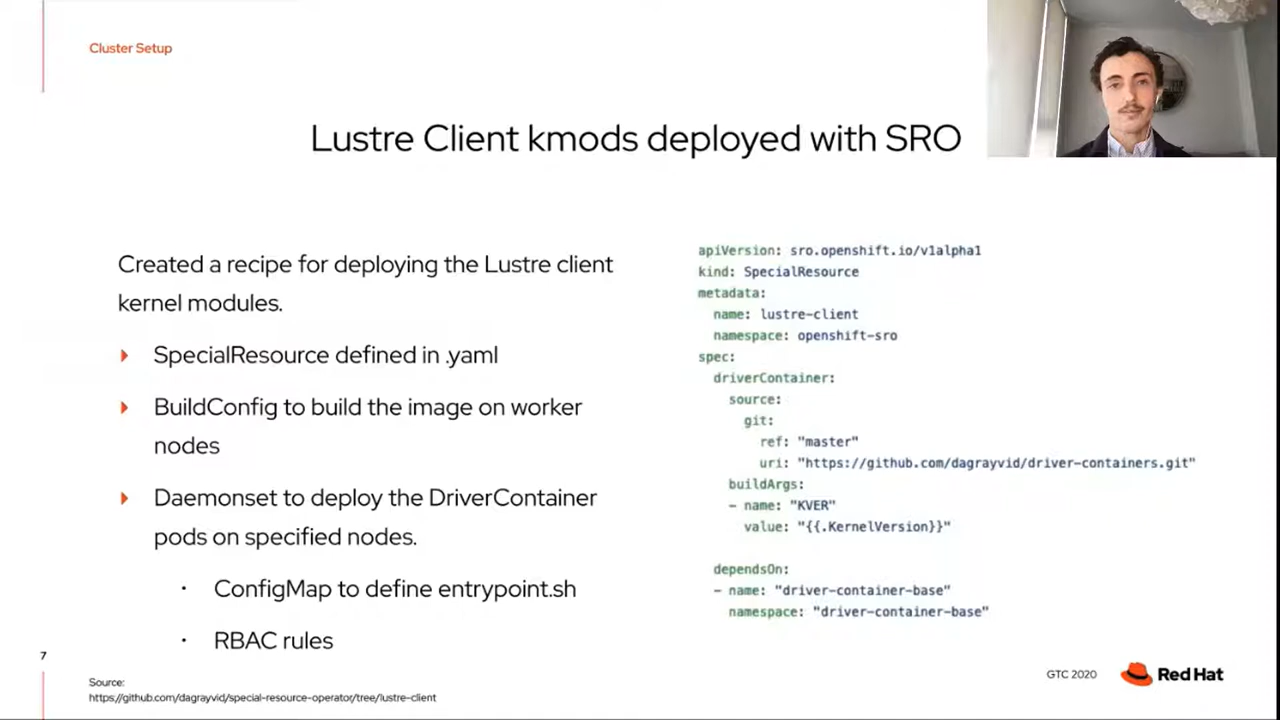 Cluster Setup
Lustre Client kmods deployed with SRO
Created a recipe for deploying the Lustre client
kernel modules.
SpecialResource defined in .yaml
BuildConfig to build the image on worker
nodes
Daemonset to deploy the DriverContainer
pods on specified nodes.
ConfigMap to define entrypoint.sh
RBAC rules
apiVersion: sro.openshift.io/v1alpha1
kind: SpecialResource
metadata:
  name: lustre-client
  namespace: openshift-sro
spec:
  driverContainer:
    source:
      git:
        ref: "master"
        uri: "https://github.com/dagrayvid/driver-containers.git"
    buildArgs:
    - name: "KVER"
      value: "{{.KernelVersion}}"
  dependsOn:
  - name: "driver-container-base"
    namespace: "driver-container-base"
7
Source:
https://github.com/dagrayvid/special-resource-operator/tree/lustre-client
GTC 2020
Red Hat